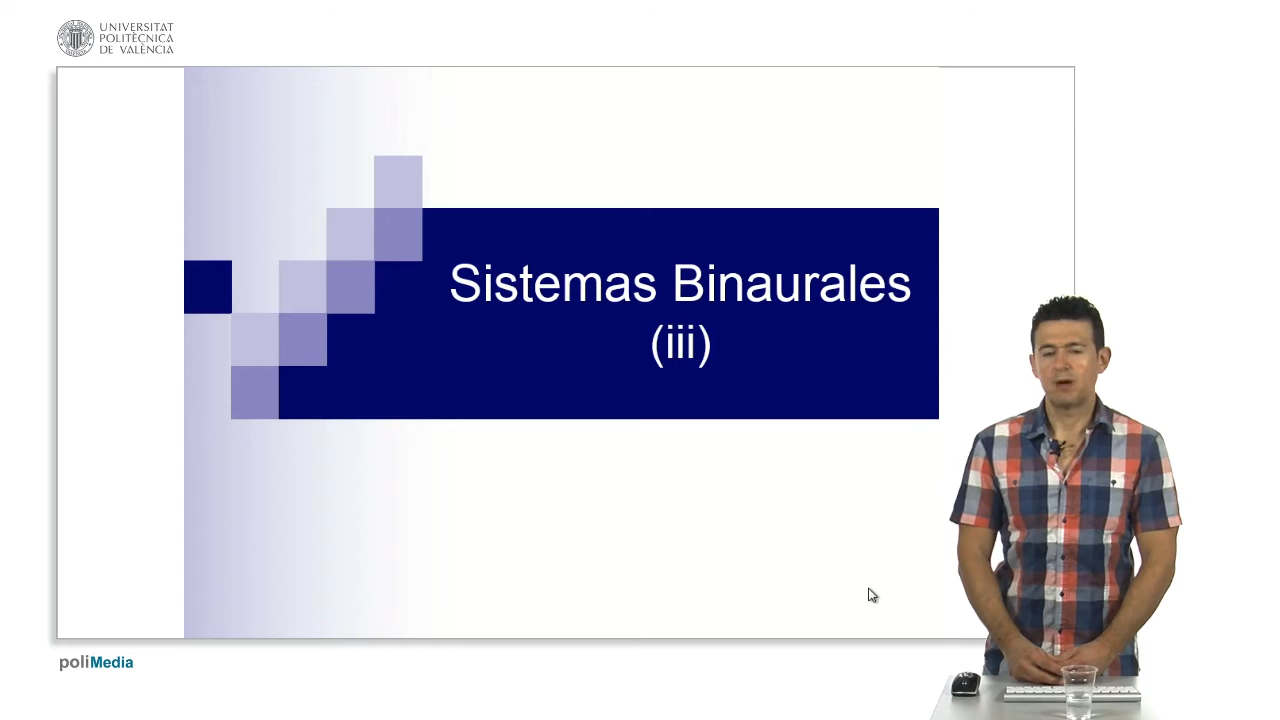 UNIVERSITAT
POLITÈCNICA
DE VALÈNCIA
Sistemas Binaurales
(iii)
poliMedia